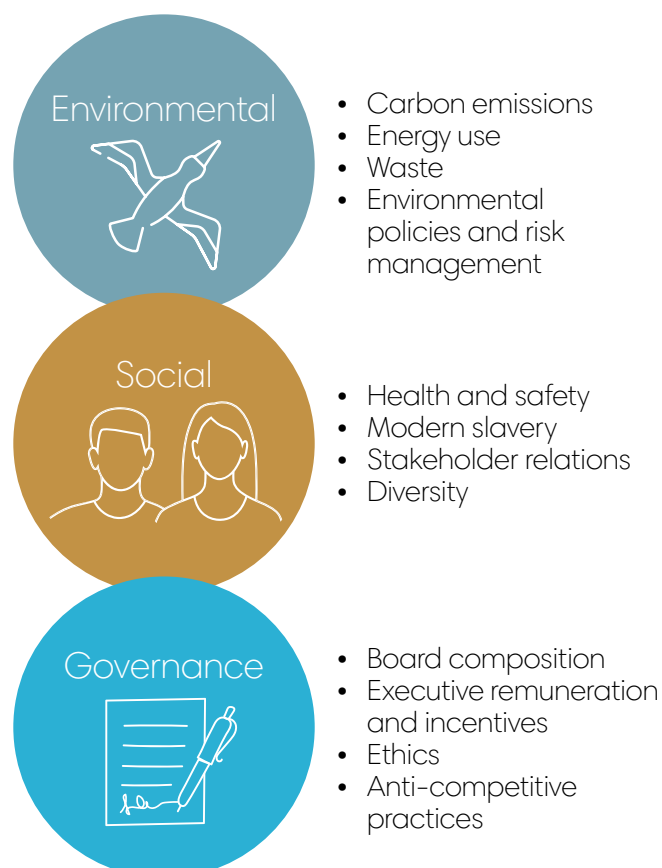 Environmental
• Carbon emissions
• Energy use
• Waste
• Environmental
policies and risk
management
Social
• Health and safety
• Modern slavery
• Stakeholder relations
• Diversity
Governance
• Board composition
• Executive remuneration
and incentives
• Ethics
• Anti-competitive
practices